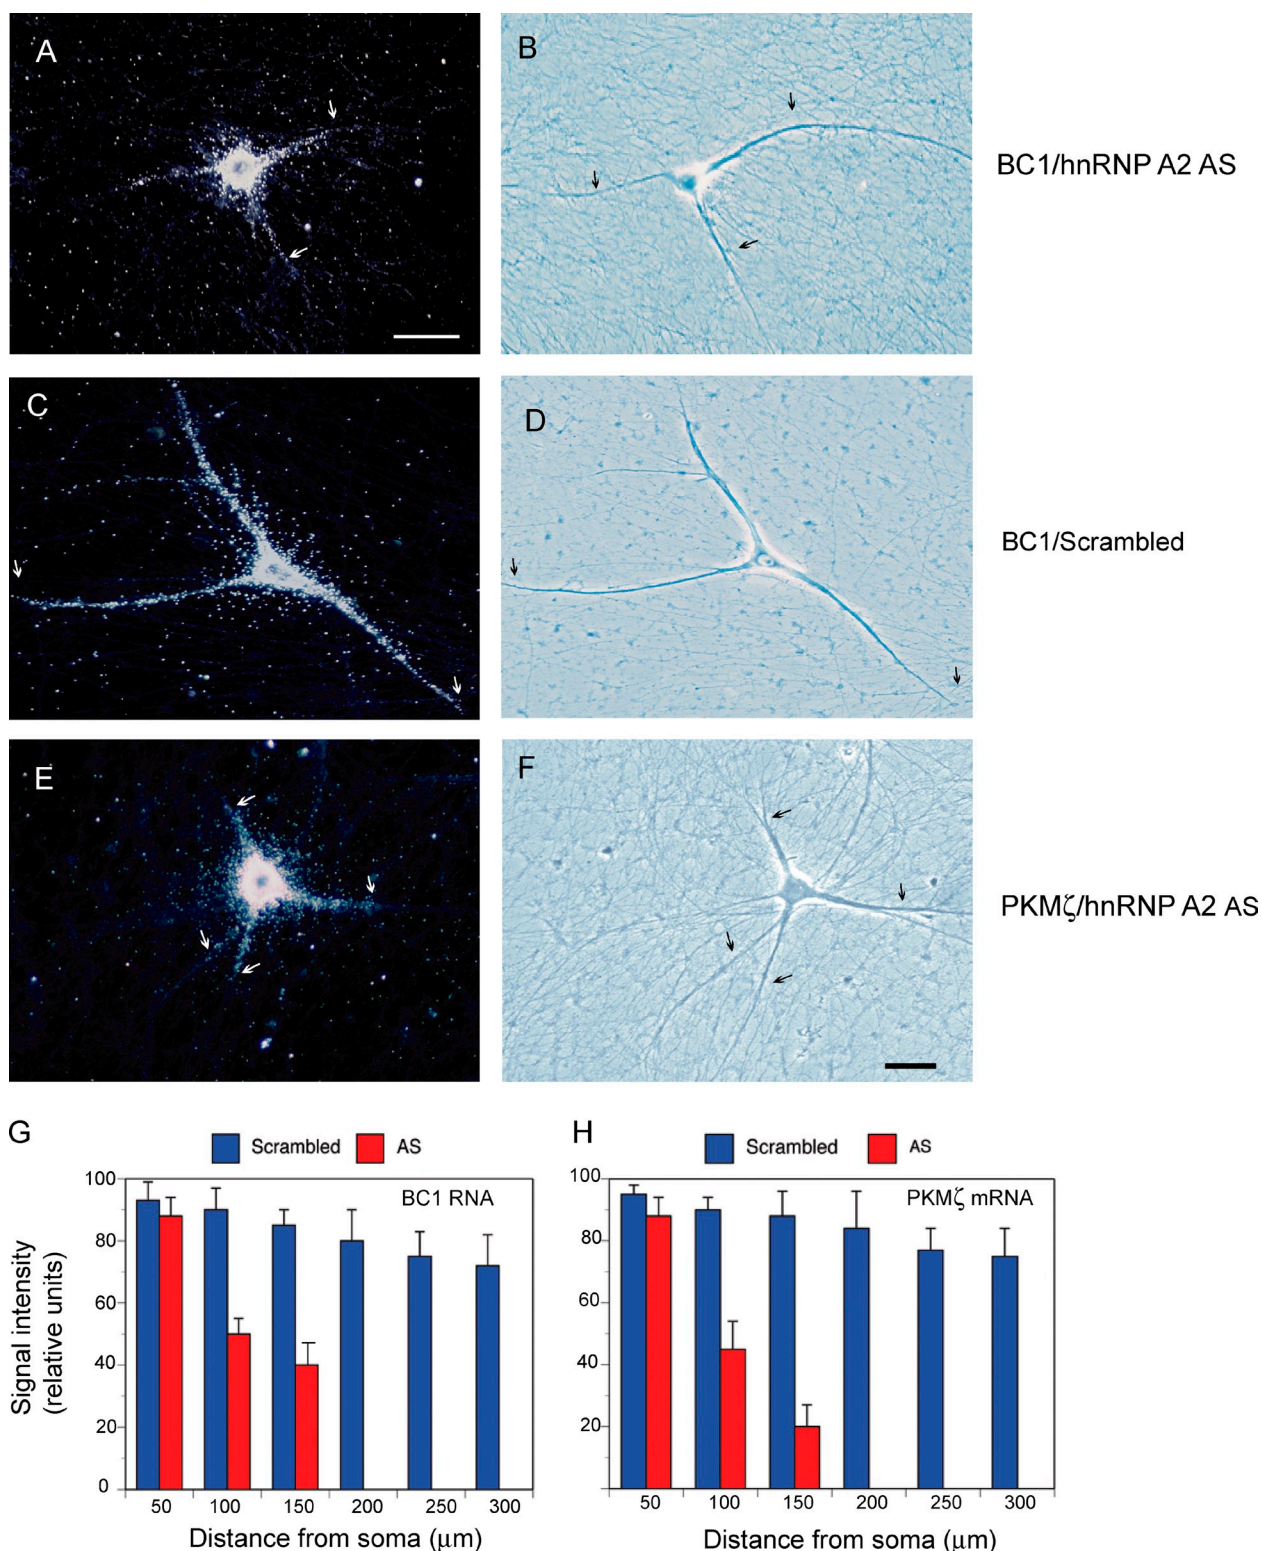 A
B
BC1/hnRNP A2 AS
C
D
BC1/Scrambled
E
F
PKMζ/hnRNP A2 AS
G
Scrambled AS
BC1 RNA
Signal intensity
(relative units)
100
80
60
40
20
0
50 100 150 200 250 300
Distance from soma (μm)
H
Scrambled AS
PKMζ mRNA
100
80
60
40
20
50 100 150 200 250 300
Distance from soma (μm)